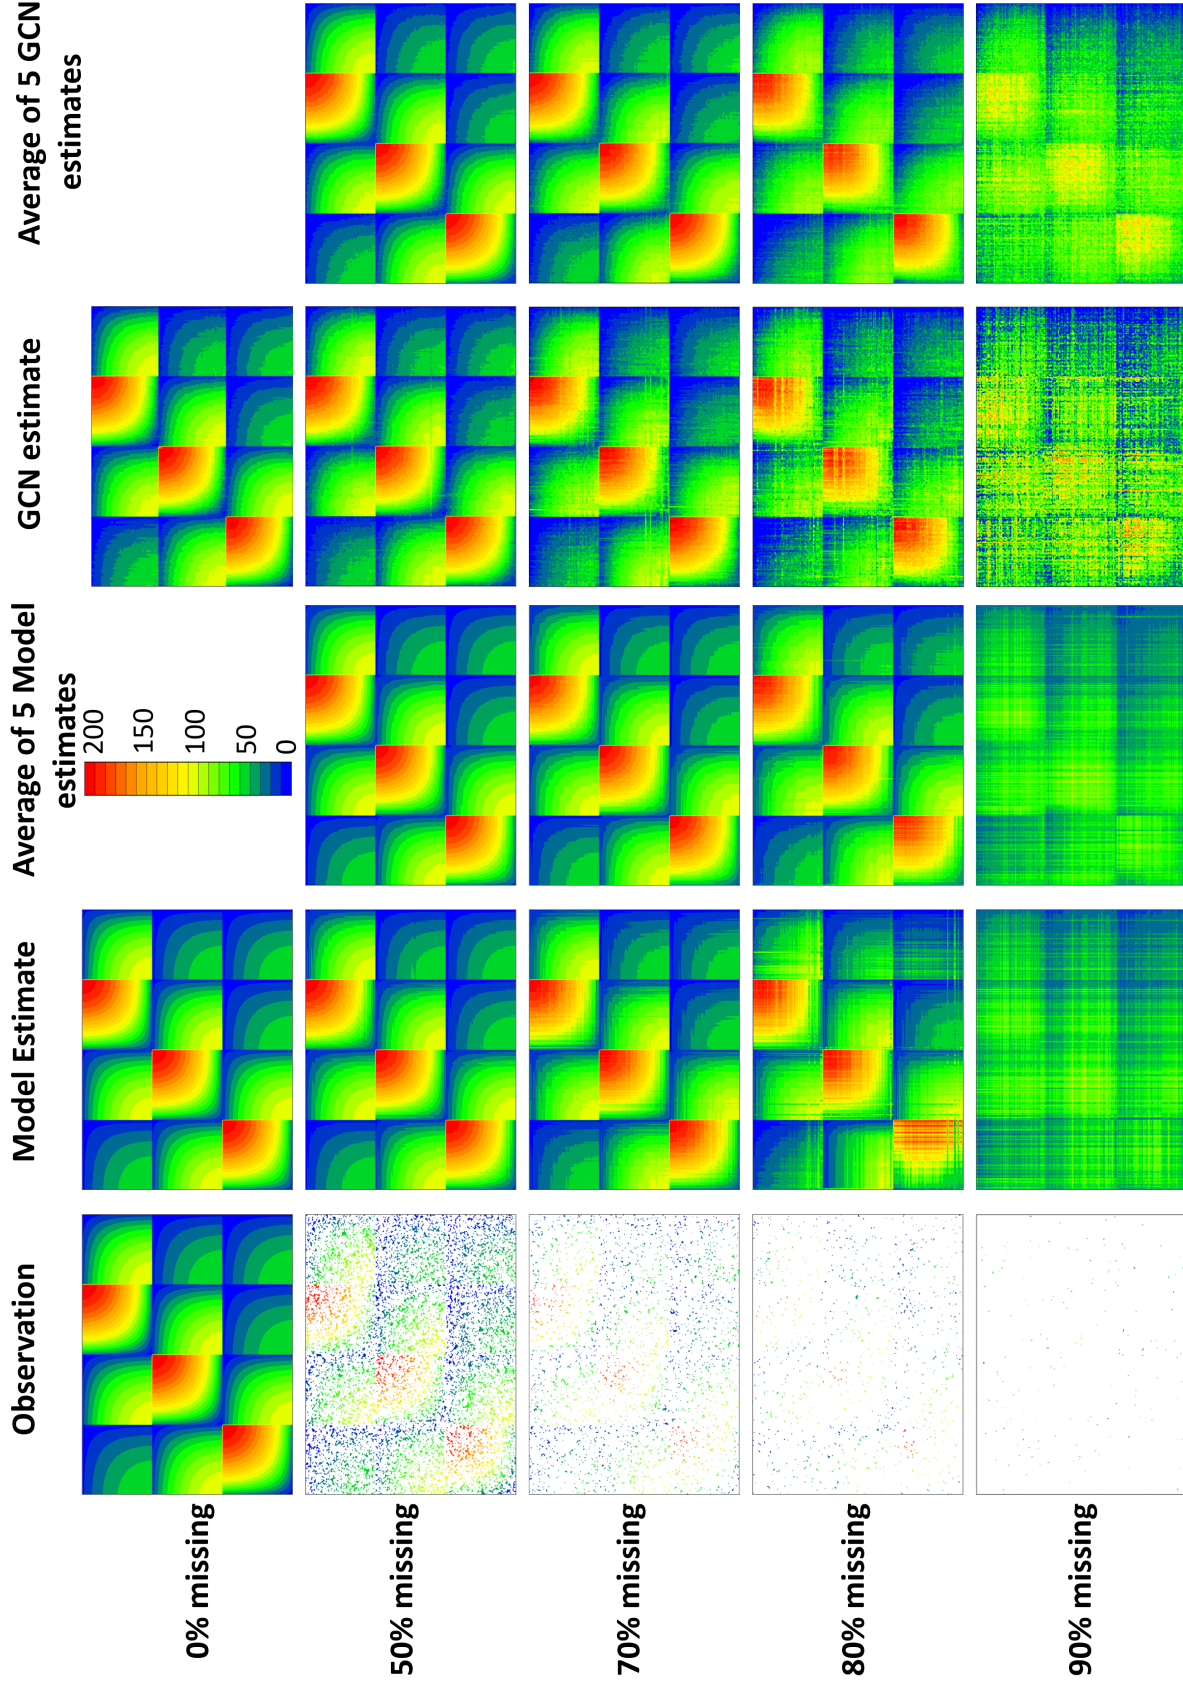 Observation
Model Estimate
Average of 5 Model
estimates
GCN estimate
Average of 5 GCN
estimates
0% missing
200
150
100
50
0
50% missing
70% missing
80% missing
90% missing